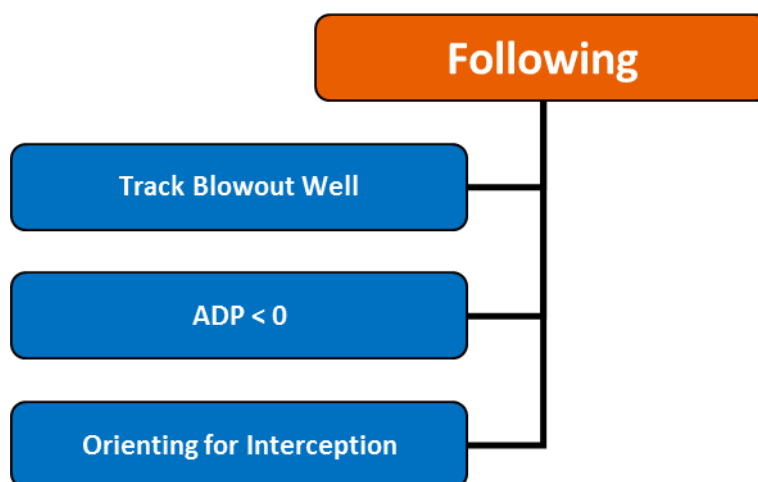 Following
Track Blowout Well
ADP < 0
Orienting for Interception